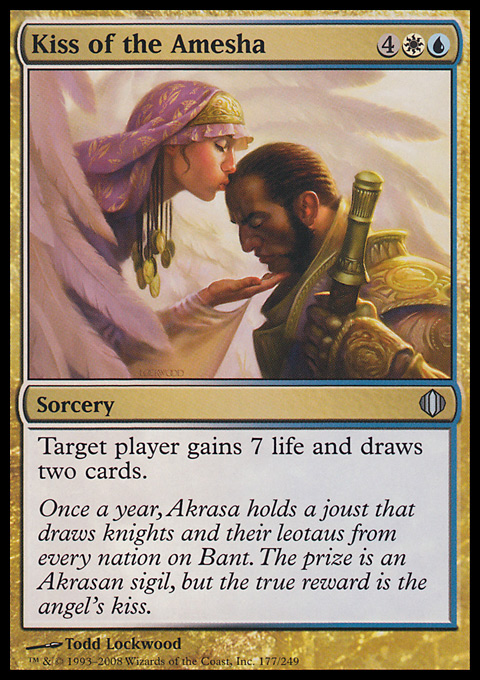 Kiss of the Amesha 4
LOCKWOOD
Sorcery
Target player gains 7 life and draws
two cards.
Once a year, Akrasa holds a joust that
draws knights and their leotaus from
every nation on Bant. The prize is an
Akrasan sigil, but the true reward is the
angel's kiss.
Todd Lockwood
™ & © 1993–2008 Wizards of the Coast, Inc. 177/249